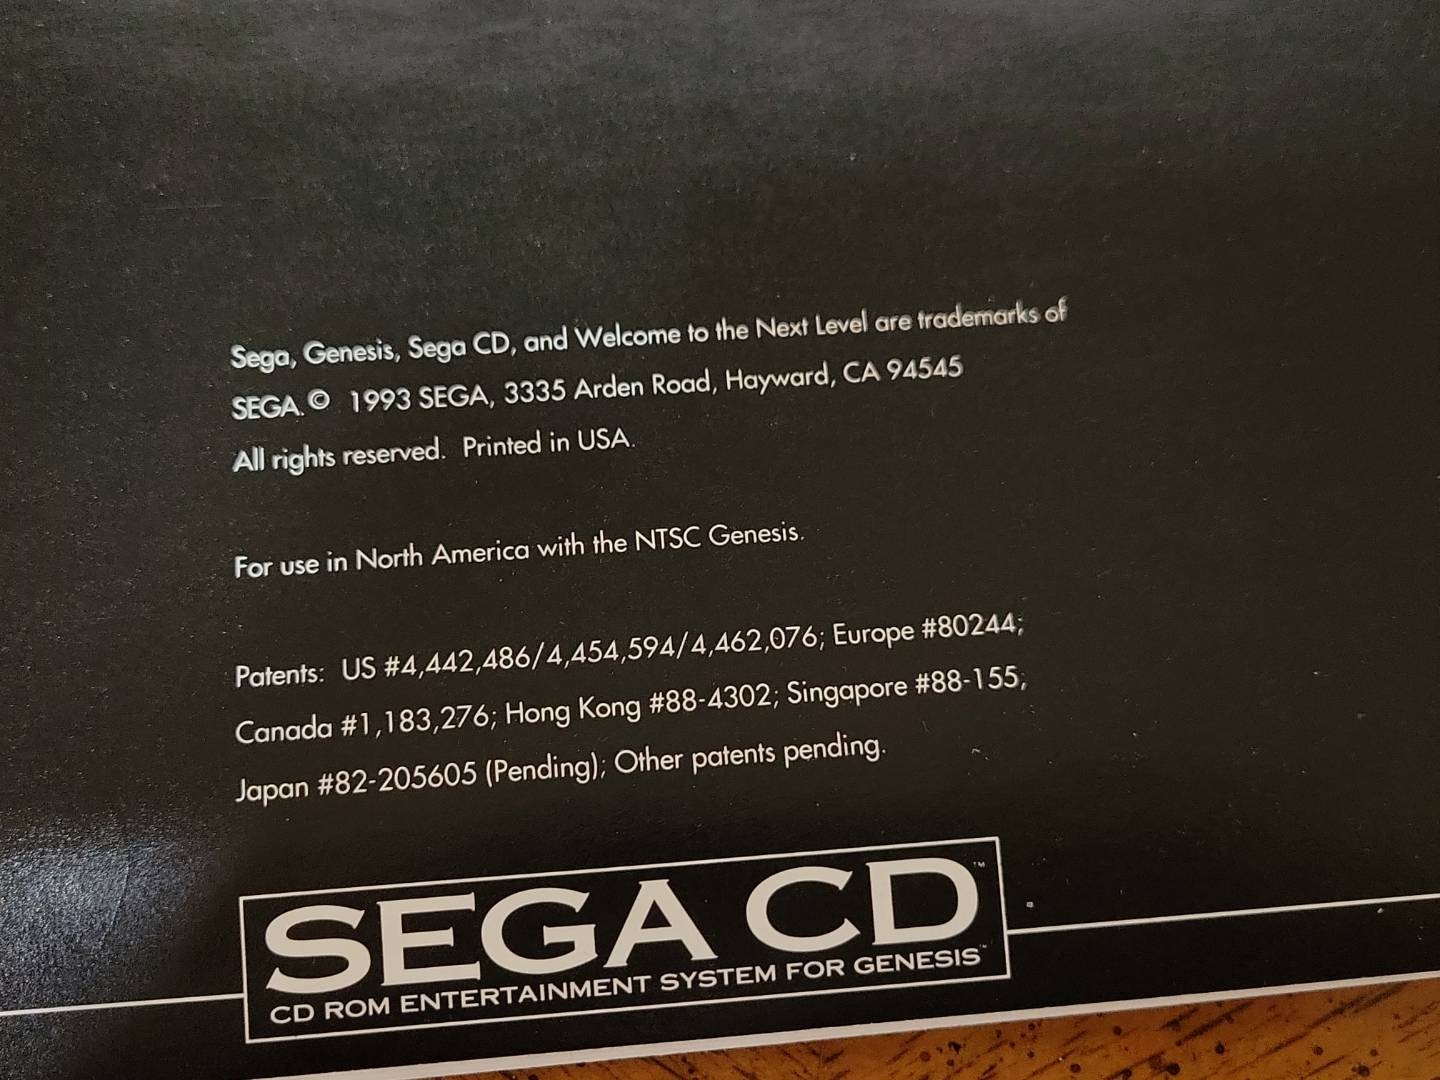 Sega, Genesis, Sega CD, and Welcome to the Next Level are trademarks of
SEGA.© 1993 SEGA, 3335 Arden Road, Hayward, CA 94545
All rights reserved. Printed in USA.
For use in North America with the NTSC Genesis.
Patents: US #4,442,486/4,454,594/4,462,076; Europe #80244;
Canada #1,183,276; Hong Kong #88-4302; Singapore #88-155;
Japan #82-205605 (Pending); Other patents pending.
SEGA CD™
CD ROM ENTERTAINMENT SYSTEM FOR GENESIS™